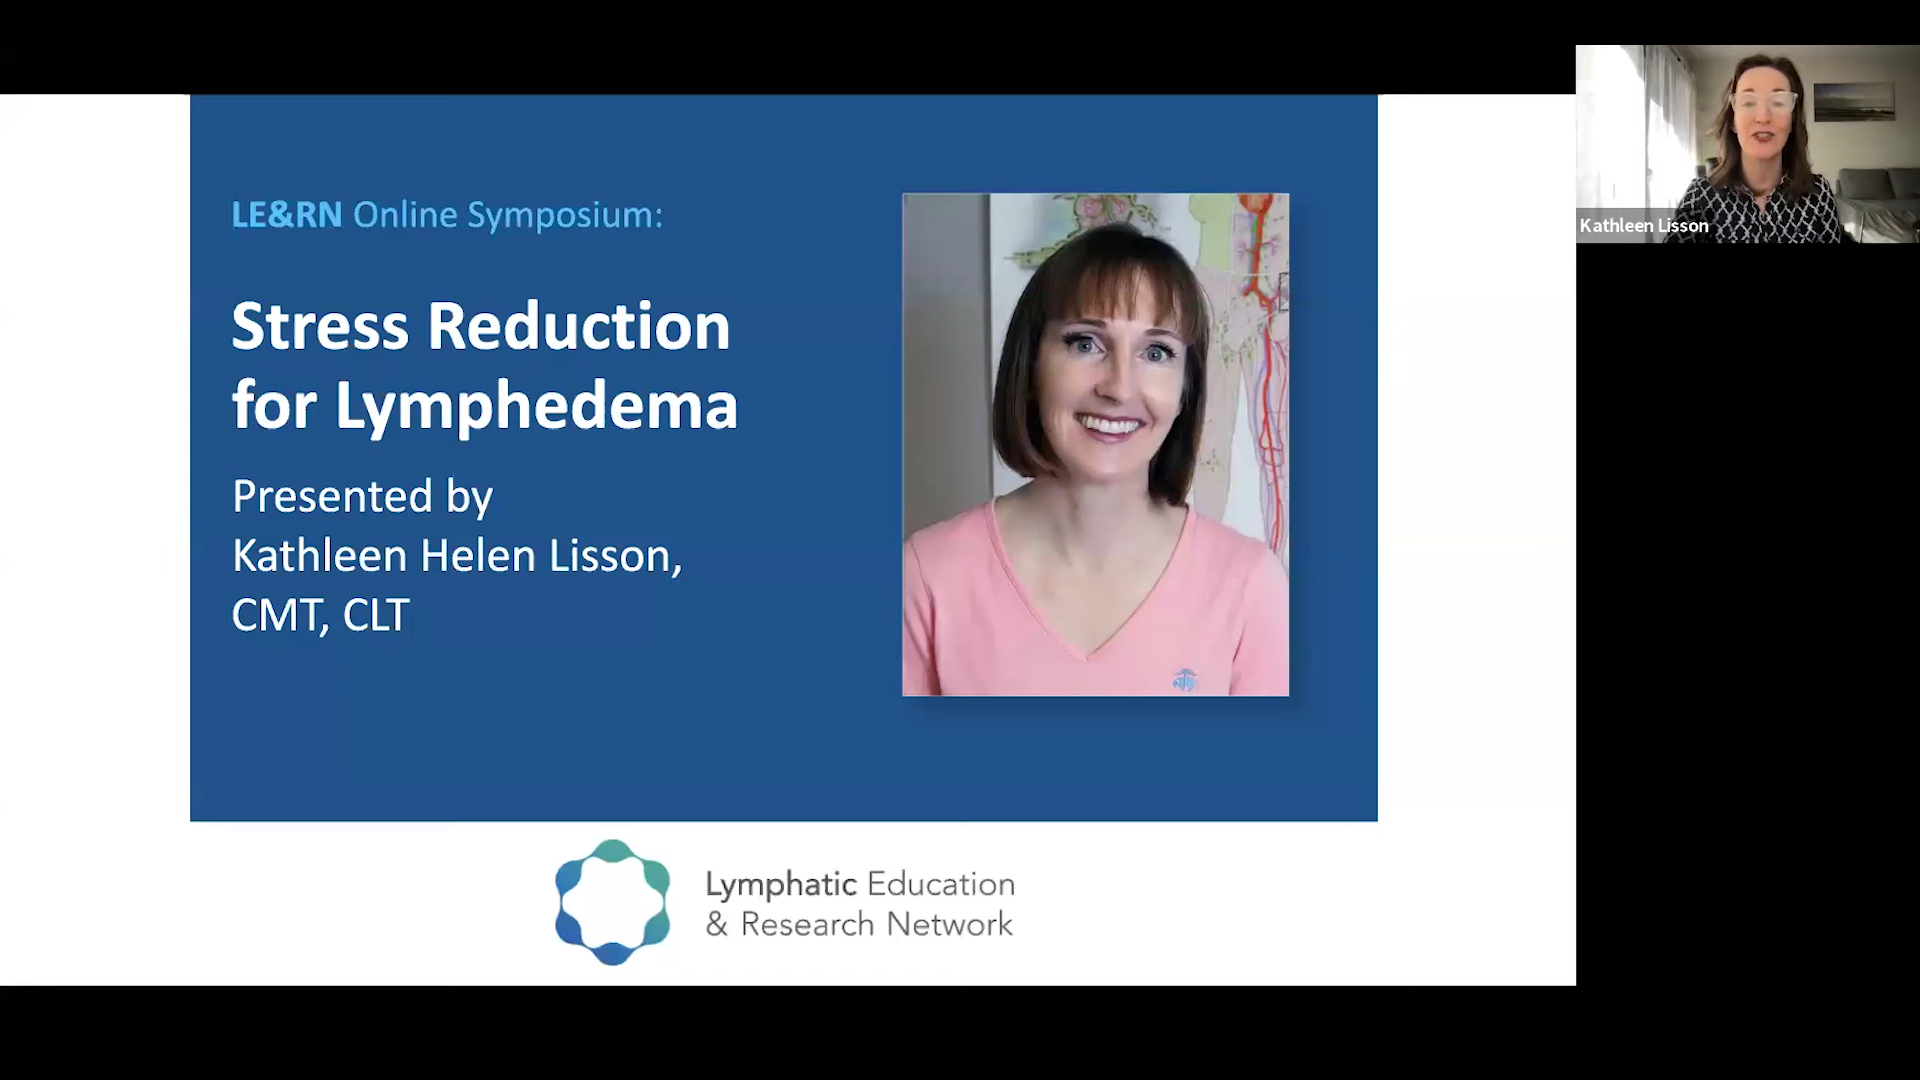 LE&RN Online Symposium:
Stress Reduction
for Lymphedema
Presented by
Kathleen Helen Lisson,
CMT, CLT
Lymphatic Education
& Research Network
Kathleen Lisson